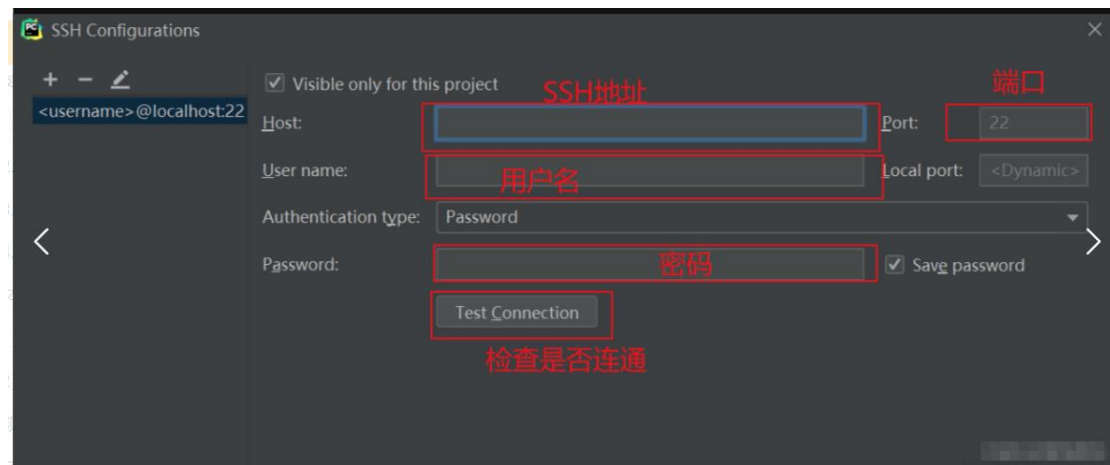 PC
SSH Configurations
Visible only for this project
SSH地址
端口
<username>@localhost:22
Host:
Port:
22
User name:
用户名
Local port:
<Dynamic>
Authentication type:
Password
Password:
密码
Save password
Test Connection
检查是否连通